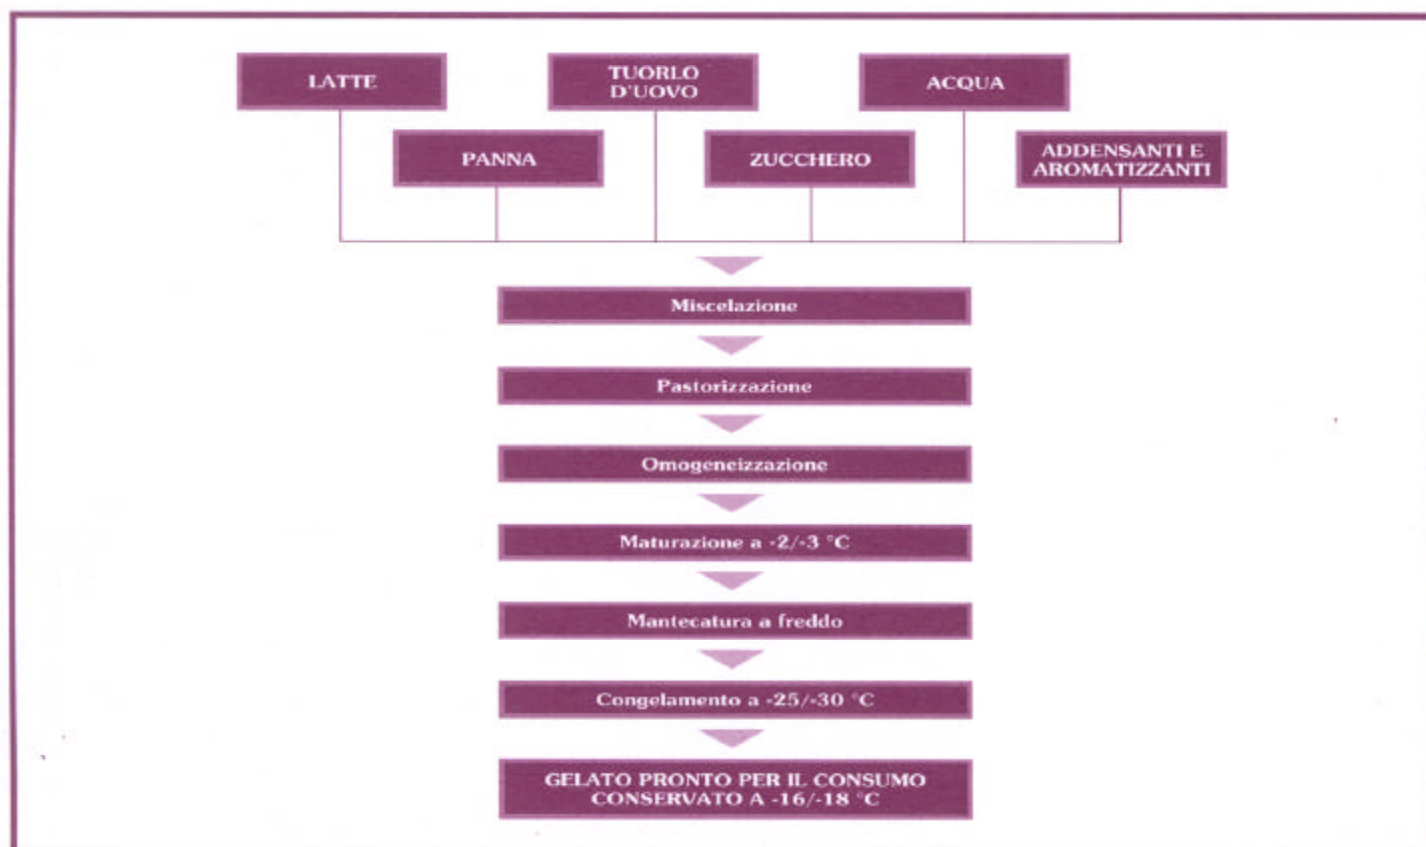 LATTE
TUORLO
D'UOVO
ACQUA
PANNA
ZUCCHERO
ADDENSANTI E
AROMATIZZANTI
Miscelazione
Pastorizzazione
Omogeneizzazione
Maturazione a -2/-3 °C
Mantecatura a freddo
Congelamento a -25/-30 °C
GELATO PRONTO PER IL CONSUMO
CONSERVATO A -16/-18 °C